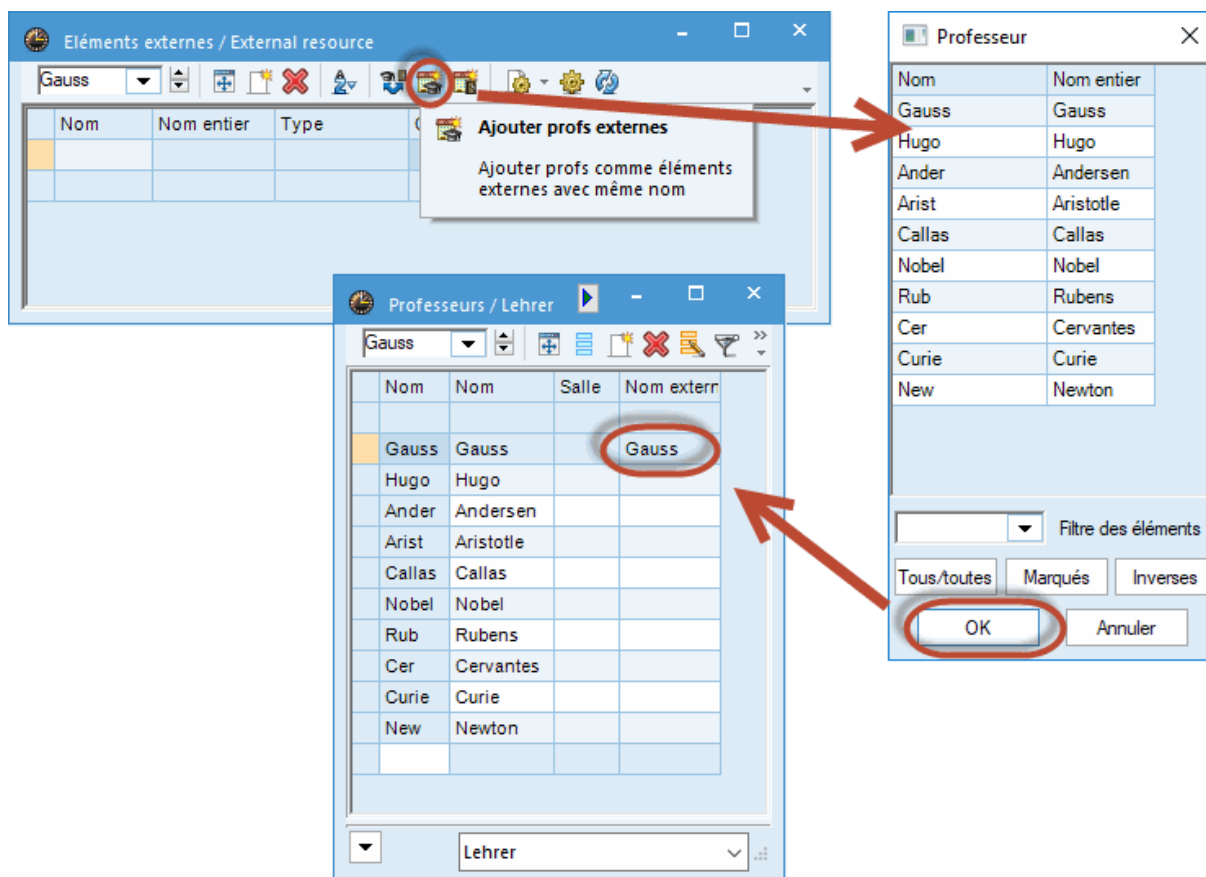 Eléments externes / External resource
Gauss
Nom Nom entier Type
Ajouter profs externes
Ajouter profs comme éléments
externes avec même nom
Professeur
Nom Nom entier
Gauss Gauss
Hugo Hugo
Ander Andersen
Arist Aristotle
Callas Callas
Nobel Nobel
Rub Rubens
Cer Cervantes
Curie Curie
New Newton
Filtre des éléments
Tous/toutes Marqués Inverses
OK Annuler
Professeurs / Lehrer
Gauss
Nom Nom Salle Nom extern
Gauss Gauss Gauss
Hugo Hugo
Ander Andersen
Arist Aristotle
Callas Callas
Nobel Nobel
Rub Rubens
Cer Cervantes
Curie Curie
New Newton
Lehrer